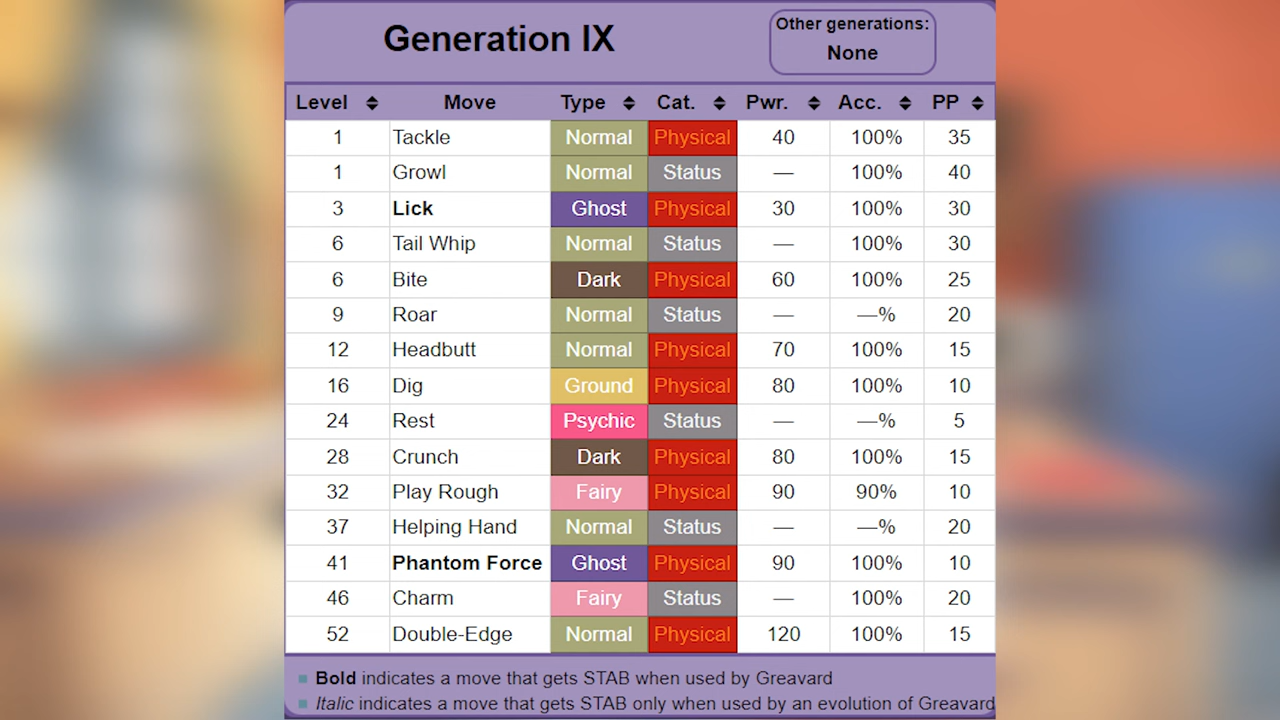 Generation IX
Other generations:
None
Level Move Type Cat. Pwr. Acc. PP
1 Tackle Normal Physical 40 100% 35
1 Growl Normal Status — 100% 40
3 Lick Ghost Physical 30 100% 30
6 Tail Whip Normal Status — 100% 30
6 Bite Dark Physical 60 100% 25
9 Roar Normal Status — —% 20
12 Headbutt Normal Physical 70 100% 15
16 Dig Ground Physical 80 100% 10
24 Rest Psychic Status — —% 5
28 Crunch Dark Physical 80 100% 15
32 Play Rough Fairy Physical 90 90% 10
37 Helping Hand Normal Status — —% 20
41 Phantom Force Ghost Physical 90 100% 10
46 Charm Fairy Status — 100% 20
52 Double-Edge Normal Physical 120 100% 15
Bold indicates a move that gets STAB when used by Greavard
Italic indicates a move that gets STAB only when used by an evolution of Greavard